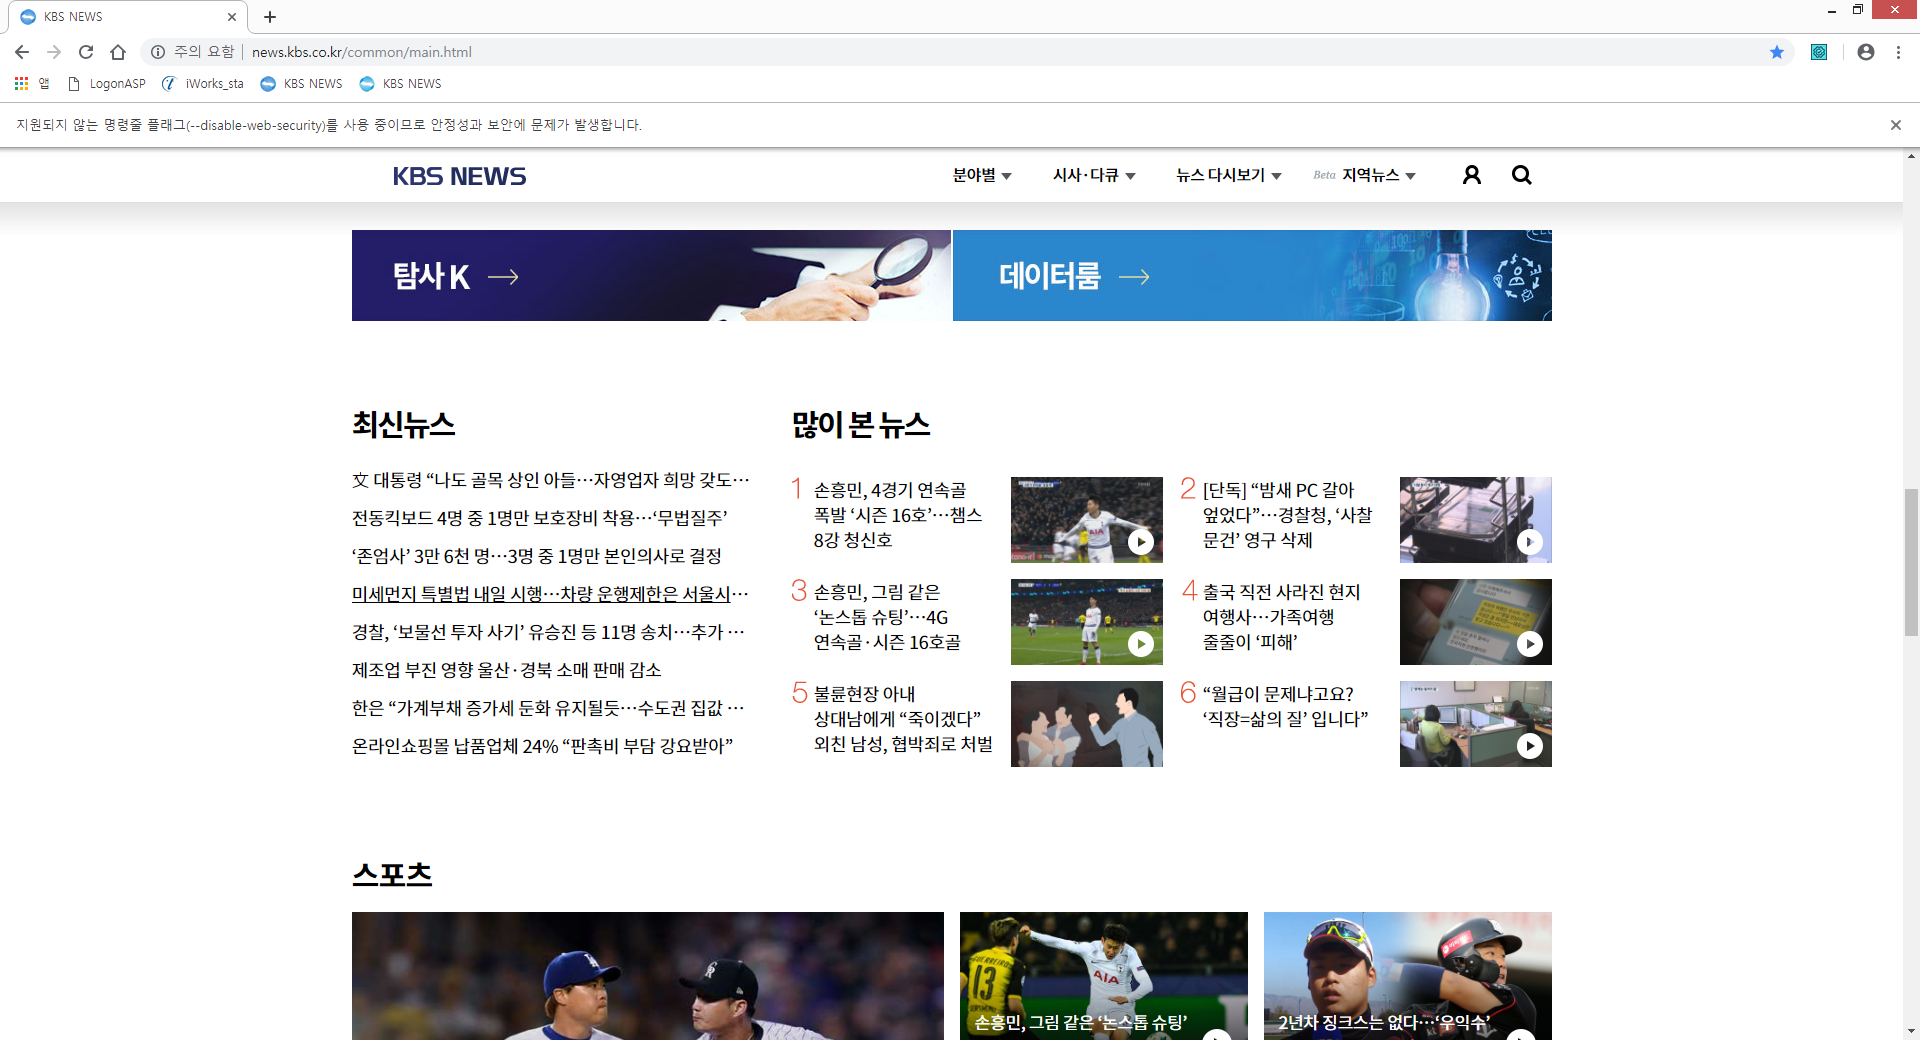 KBS NEWS
주의 요함
news.kbs.co.kr/common/main.html
앱 LogonASP iWorks_sta KBS NEWS KBS NEWS
지원되지 않는 명령줄 플래그(--disable-web-security)를 사용 중이므로 안정성과 보안에 문제가 발생합니다.
KBS NEWS
분야별 시사·다큐 뉴스 다시보기 Beta 지역뉴스
탐사 K
데이터룸
최신뉴스
文 대통령 “나도 골목 상인 아들…자영업자 희망 갖도…
전동킥보드 4명 중 1명만 보호장비 착용…‘무법질주’
‘존엄사’ 3만 6천 명…3명 중 1명만 본인의사로 결정
미세먼지 특별법 내일 시행…차량 운행제한은 서울시…
경찰, ‘보물선 투자 사기’ 유승진 등 11명 송치…추가 …
제조업 부진 영향 울산·경북 소매 판매 감소
한은 “가계부채 증가세 둔화 유지될듯…수도권 집값 …
온라인쇼핑몰 납품업체 24% “판촉비 부담 강요받아”
많이 본 뉴스
1 손흥민, 4경기 연속골
폭발 ‘시즌 16호’…챔스
8강 청신호
2 [단독] “밤새 PC 갈아
엎었다”…경찰청, ‘사찰
문건’ 영구 삭제
3 손흥민, 그림 같은
‘논스톱 슈팅’…4G
연속골·시즌 16호골
4 출국 직전 사라진 현지
여행사…가족여행
줄줄이 ‘피해’
5 불륜현장 아내
상대남에게 “죽이겠다”
외친 남성, 협박죄로 처벌
6 “월급이 문제냐고요?
‘직장=삶의 질’ 입니다”
스포츠
LA
CR
GUERREIRO
13
AIA
손흥민, 그림 같은 ‘논스톱 슈팅’
2년차 징크스는 없다…‘우익수’